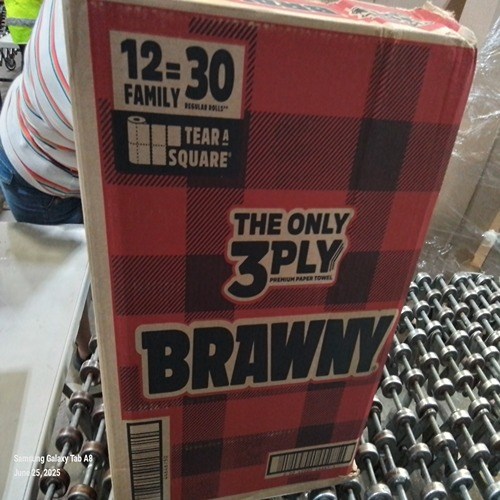 12=30
FAMILY REGULAR ROLLS**
TEAR A
SQUARE®
THE ONLY
3PLY
PREMIUM PAPER TOWEL
BRAWNY
Samsung Galaxy Tab A8
June 25, 2025